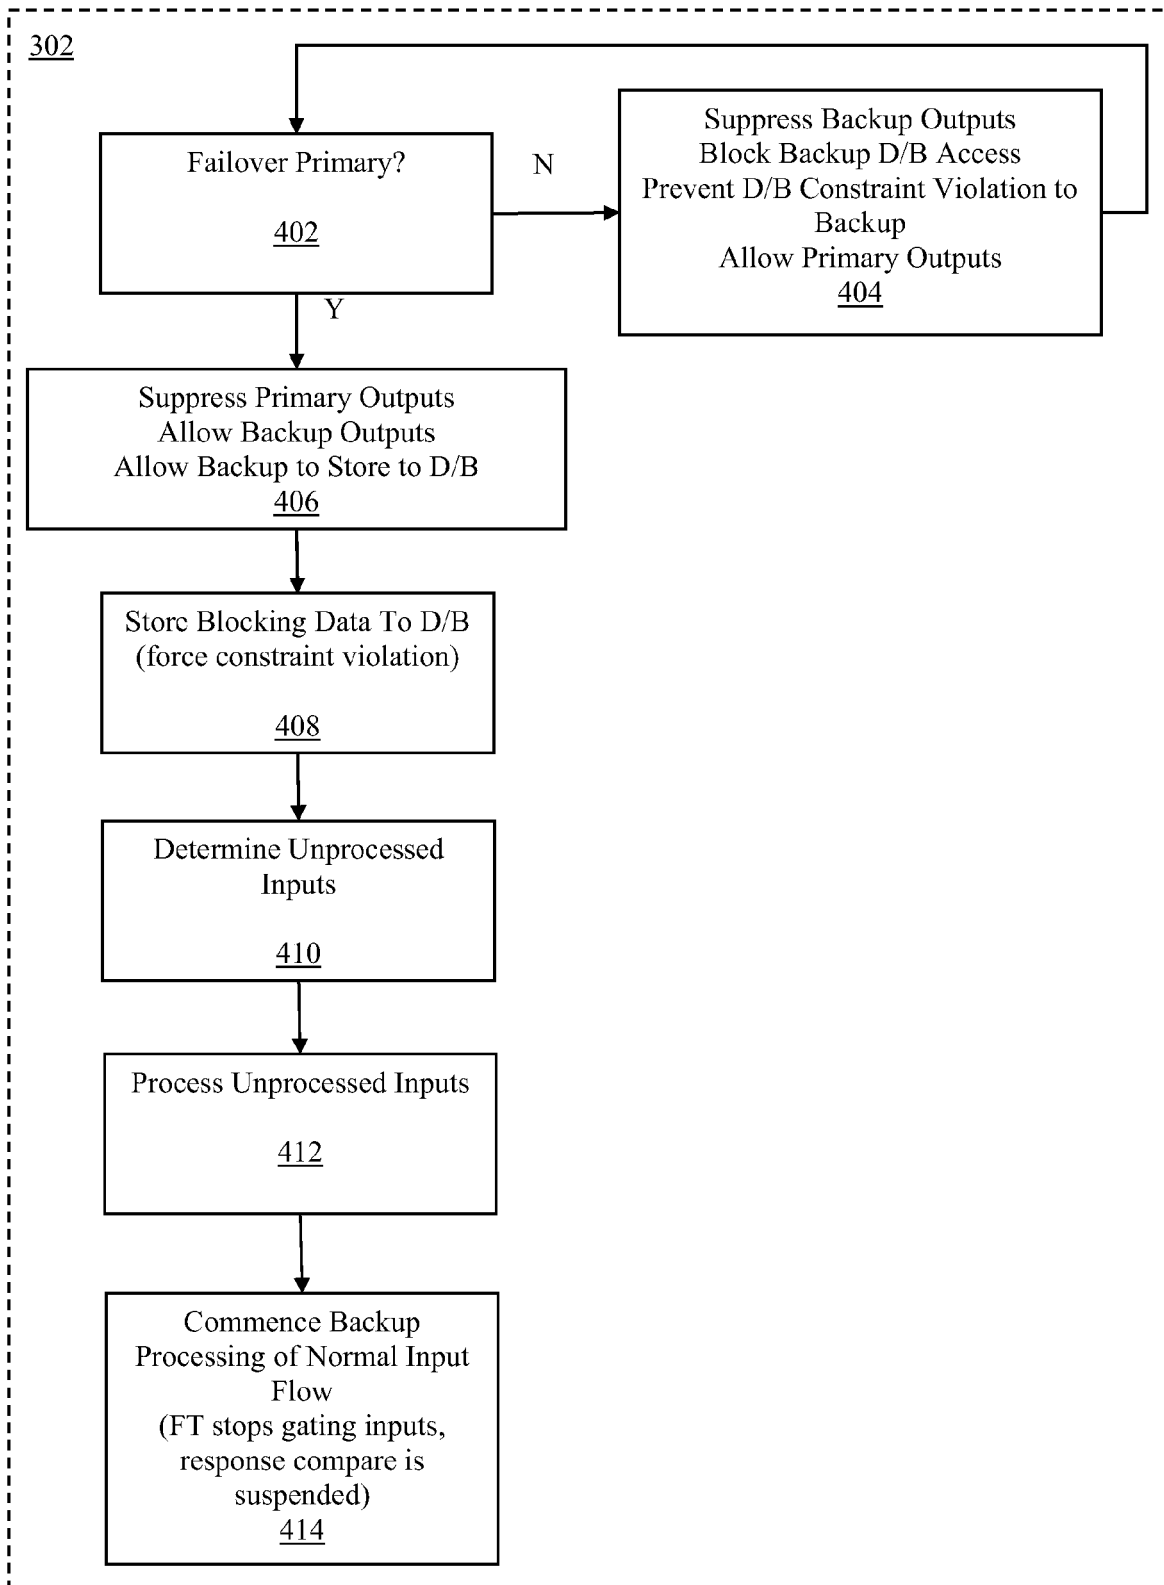 302
Failover Primary?
402
N
Suppress Backup Outputs
Block Backup D/B Access
Prevent D/B Constraint Violation to
Backup
Allow Primary Outputs
404
Y
Suppress Primary Outputs
Allow Backup Outputs
Allow Backup to Store to D/B
406
Store Blocking Data To D/B
(force constraint violation)
408
Determine Unprocessed
Inputs
410
Process Unprocessed Inputs
412
Commence Backup
Processing of Normal Input
Flow
(FT stops gating inputs,
response compare is
suspended)
414